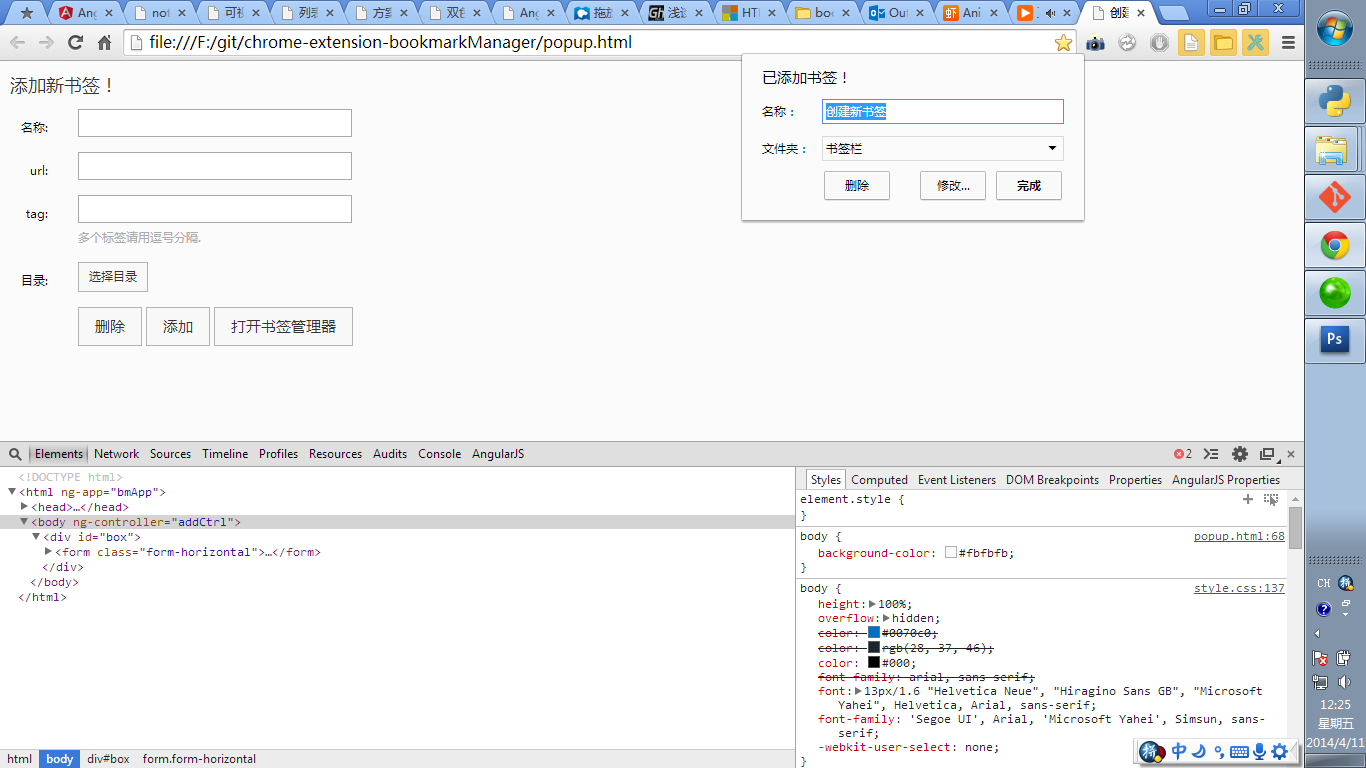 Ang
not
可视
列彩
方案
双色
Ang
拖放
浅谈
HT
boo
Out
Ani
创建
file:///F:/git/chrome-extension-bookmarkManager/popup.html
添加新书签！
名称:
url:
tag:
多个标签请用逗号分隔.
目录:
选择目录
删除
添加
打开书签管理器
已添加书签！
名称：
创建新书签
文件夹：
书签栏
删除
修改...
完成
Elements Network Sources Timeline Profiles Resources Audits Console AngularJS
2
<!DOCTYPE html>
<html ng-app="bmApp">
<head>…</head>
<body ng-controller="addCtrl">
<div id="box">
<form class="form-horizontal">…</form>
</div>
</body>
</html>
html body div#box form.form-horizontal
Styles Computed Event Listeners DOM Breakpoints Properties AngularJS Properties
element.style {
}
body { popup.html:68
background-color: #fbfbfb;
}
body { style.css:137
height: 100%;
overflow: hidden;
color: #0070c0;
color: rgb(28, 37, 46);
color: #000;
font-family: arial, sans-serif;
font: 13px/1.6 "Helvetica Neue", "Hiragino Sans GB", "Microsoft
Yahei", Helvetica, Arial, sans-serif;
font-family: 'Segoe UI', Arial, 'Microsoft Yahei', Simsun, sans-
serif;
-webkit-user-select: none;
}
Ps
CH
12:25
星期五
2014/4/11
中